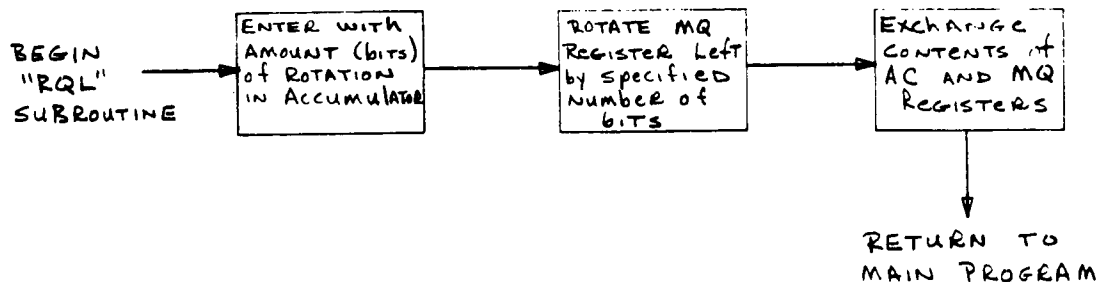 BEGIN
"RQL"
SUBROUTINE
ENTER WITH
AMOUNT (bits)
of ROTATION
IN ACCUMULATOR
ROTATE MQ
REGISTER Left
by specified
Number of
bits
Exchange
CONTENTS of
AC AND MQ
REGISTERS
RETURN TO
MAIN PROGRAM